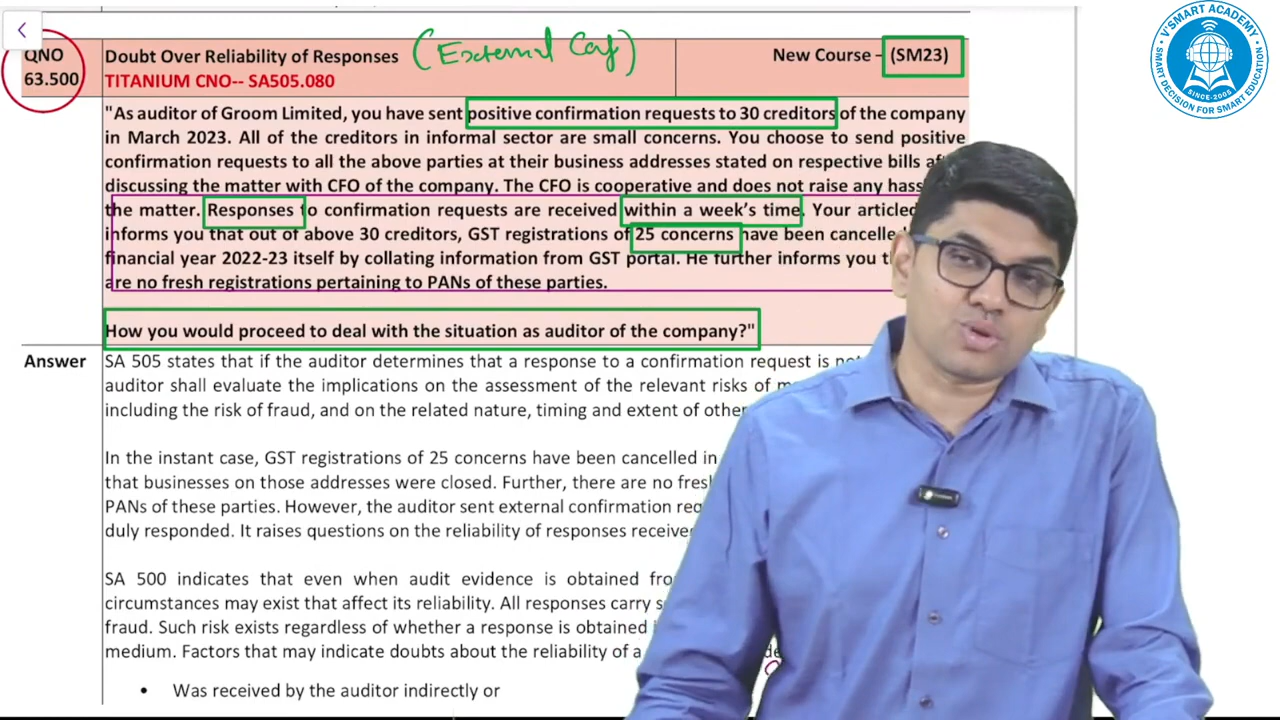 QNO
63.500
Doubt Over Reliability of Responses (External Caf)
TITANIUM CNO-- SA505.080
New Course – (SM23)
"As auditor of Groom Limited, you have sent positive confirmation requests to 30 creditors of the company
in March 2023. All of the creditors in informal sector are small concerns. You choose to send positive
confirmation requests to all the above parties at their business addresses stated on respective bills
discussing the matter with CFO of the company. The CFO is cooperative and does not raise any
the matter. Responses to confirmation requests are received within a week's time. Your articled
informs you that out of above 30 creditors, GST registrations of 25 concerns have been
financial year 2022-23 itself by collating information from GST portal. He further informs you
are no fresh registrations pertaining to PANs of these parties.
How you would proceed to deal with the situation as auditor of the company?"
Answer
SA 505 states that if the auditor determines that a response to a confirmation request is
auditor shall evaluate the implications on the assessment of the relevant risks of
including the risk of fraud, and on the related nature, timing and extent of
In the instant case, GST registrations of 25 concerns have been cancelled in
that businesses on those addresses were closed. Further, there are no
PANs of these parties. However, the auditor sent external confirmation
duly responded. It raises questions on the reliability of responses
SA 500 indicates that even when audit evidence is obtained
circumstances may exist that affect its reliability. All responses carry
fraud. Such risk exists regardless of whether a response is obtained
medium. Factors that may indicate doubts about the reliability of a
• Was received by the auditor indirectly or
V'SMART ACADEMY
SINCE-2005
SMART DECISION FOR SMART EDUCATION